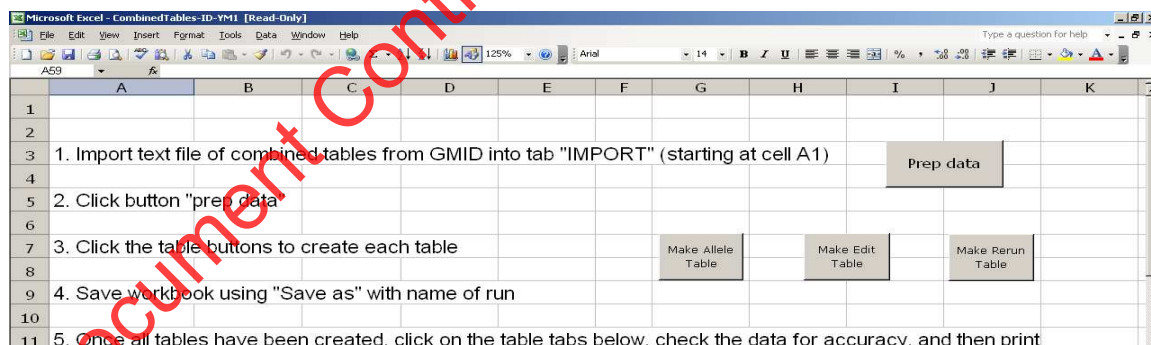 Microsoft Excel - CombinedTables-ID-YM1 [Read-Only]
File Edit View Insert Format Tools Data Window Help
Type a question for help
125%
Arial
14
B I U
A59
fx
A B C D E F G H I J K
1
2
3 1. Import text file of combined tables from GMID into tab "IMPORT" (starting at cell A1)
Prep data
4
5 2. Click button "prep data"
6
7 3. Click the table buttons to create each table
Make Allele Table
Make Edit Table
Make Rerun Table
8
9 4. Save workbook using "Save as" with name of run
10
11 5. Once all tables have been created, click on the table tabs below, check the data for accuracy, and then print
ocument Cont